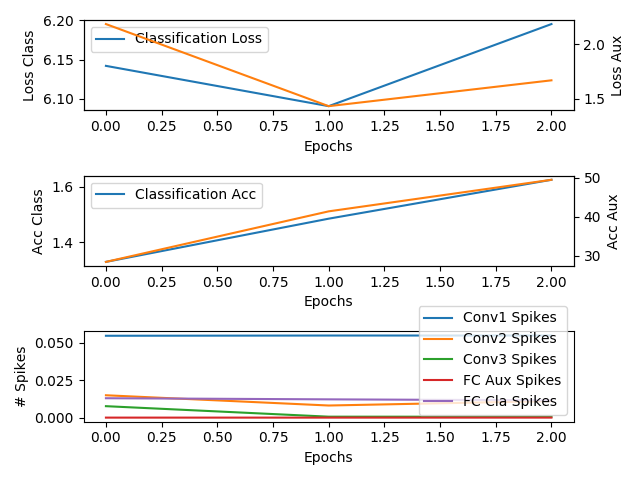 6.20
6.15
6.10
Loss Class
Classification Loss
2.0
1.5
Loss Aux
0.00 0.25 0.50 0.75 1.00 1.25 1.50 1.75 2.00
Epochs
1.6
1.4
Acc Class
Classification Acc
50
40
30
Acc Aux
0.00 0.25 0.50 0.75 1.00 1.25 1.50 1.75 2.00
Epochs
0.050
0.025
0.000
# Spikes
Conv1 Spikes
Conv2 Spikes
Conv3 Spikes
FC Aux Spikes
FC Cla Spikes
0.00 0.25 0.50 0.75 1.00 1.25 1.50 1.75 2.00
Epochs